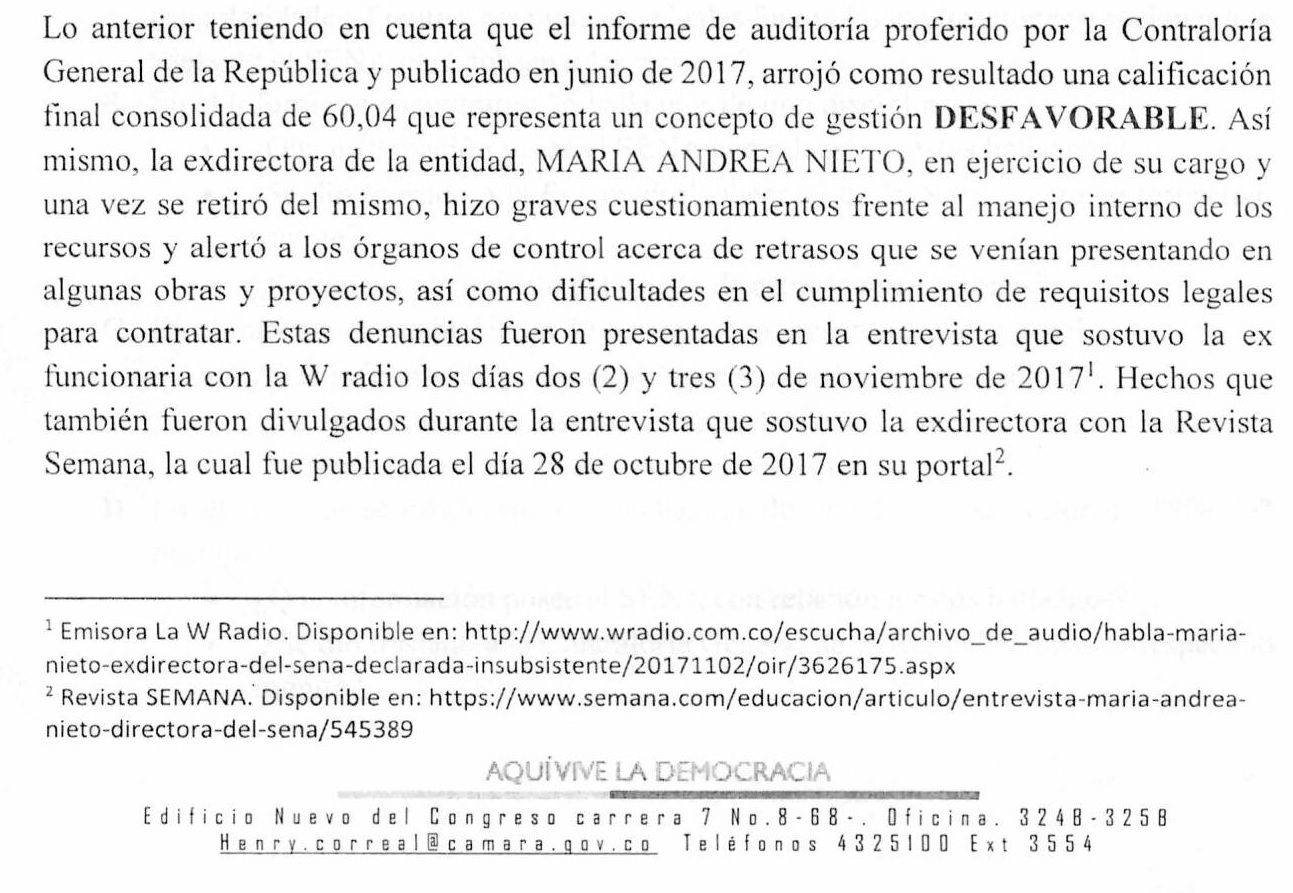 Lo anterior teniendo en cuenta que el informe de auditoría proferido por la Contraloría
General de la República y publicado en junio de 2017, arrojó como resultado una calificación
final consolidada de 60,04 que representa un concepto de gestión DESFAVORABLE. Así
mismo, la exdirectora de la entidad, MARIA ANDREA NIETO, en ejercicio de su cargo y
una vez se retiró del mismo, hizo graves cuestionamientos frente al manejo interno de los
recursos y alertó a los órganos de control acerca de retrasos que se venían presentando en
algunas obras y proyectos, así como dificultades en el cumplimiento de requisitos legales
para contratar. Estas denuncias fueron presentadas en la entrevista que sostuvo la ex
funcionaria con la W radio los días dos (2) y tres (3) de noviembre de 2017¹. Hechos que
también fueron divulgados durante la entrevista que sostuvo la exdirectora con la Revista
Semana, la cual fue publicada el día 28 de octubre de 2017 en su portal².
¹ Emisora La W Radio. Disponible en: http://www.wradio.com.co/escucha/archivo_de_audio/habla-maria-
nieto-exdirectora-del-sena-declarada-insubsistente/20171102/oir/3626175.aspx
² Revista SEMANA. Disponible en: https://www.semana.com/educacion/articulo/entrevista-maria-andrea-
nieto-directora-del-sena/545389
AQUÍ VIVE LA DEMOCRACIA
Edificio Nuevo del Congreso carrera 7 No.8-68-. Oficina. 324B-325B
Henry.correal@camara.gov.co Teléfonos 4325100 Ext 3554